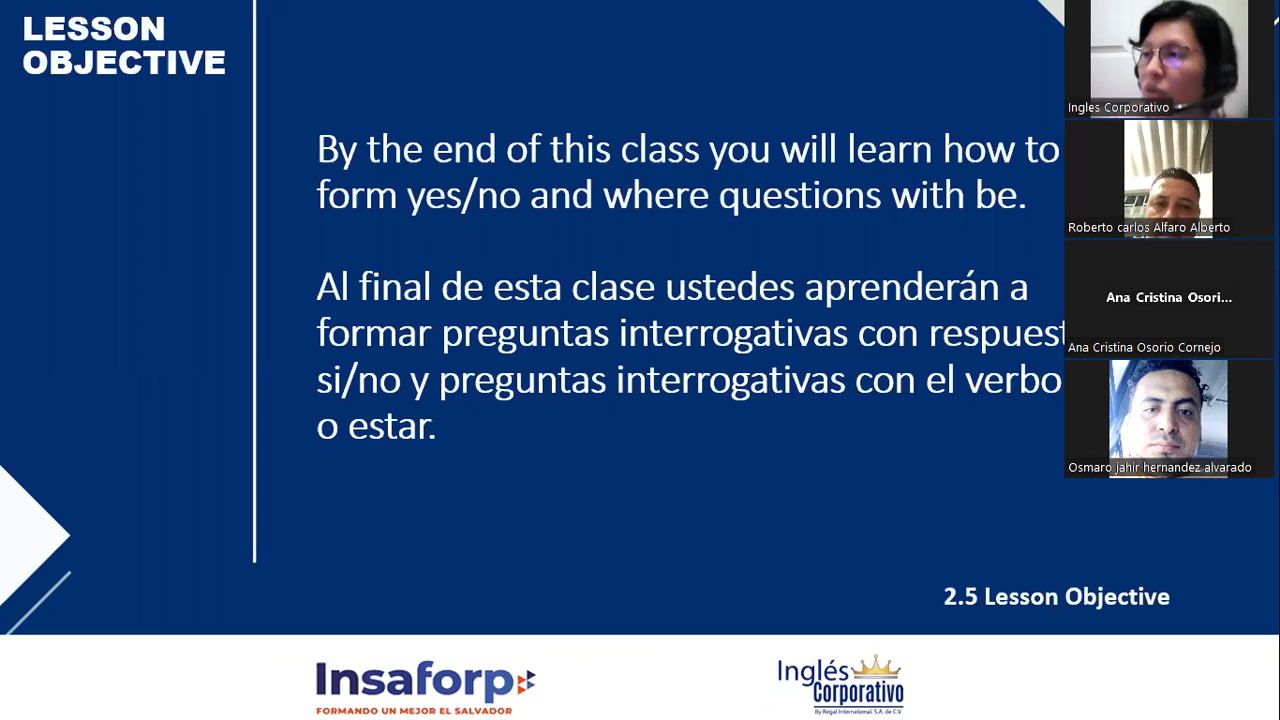 LESSON
OBJECTIVE
By the end of this class you will learn how to
form yes/no and where questions with be.
Al final de esta clase ustedes aprenderán a
formar preguntas interrogativas con
si/no y preguntas interrogativas con el verbo
o estar.
2.5 Lesson Objective
Insaforp
FORMANDO UN MEJOR EL SALVADOR
Inglés
Corporativo
By Regal International, S.A. de C.V.
Ingles Corporativo
Roberto carlos Alfaro Alberto
Ana Cristina Osori...
Ana Cristina Osorio Cornejo
Osmaro jahir hernandez alvarado